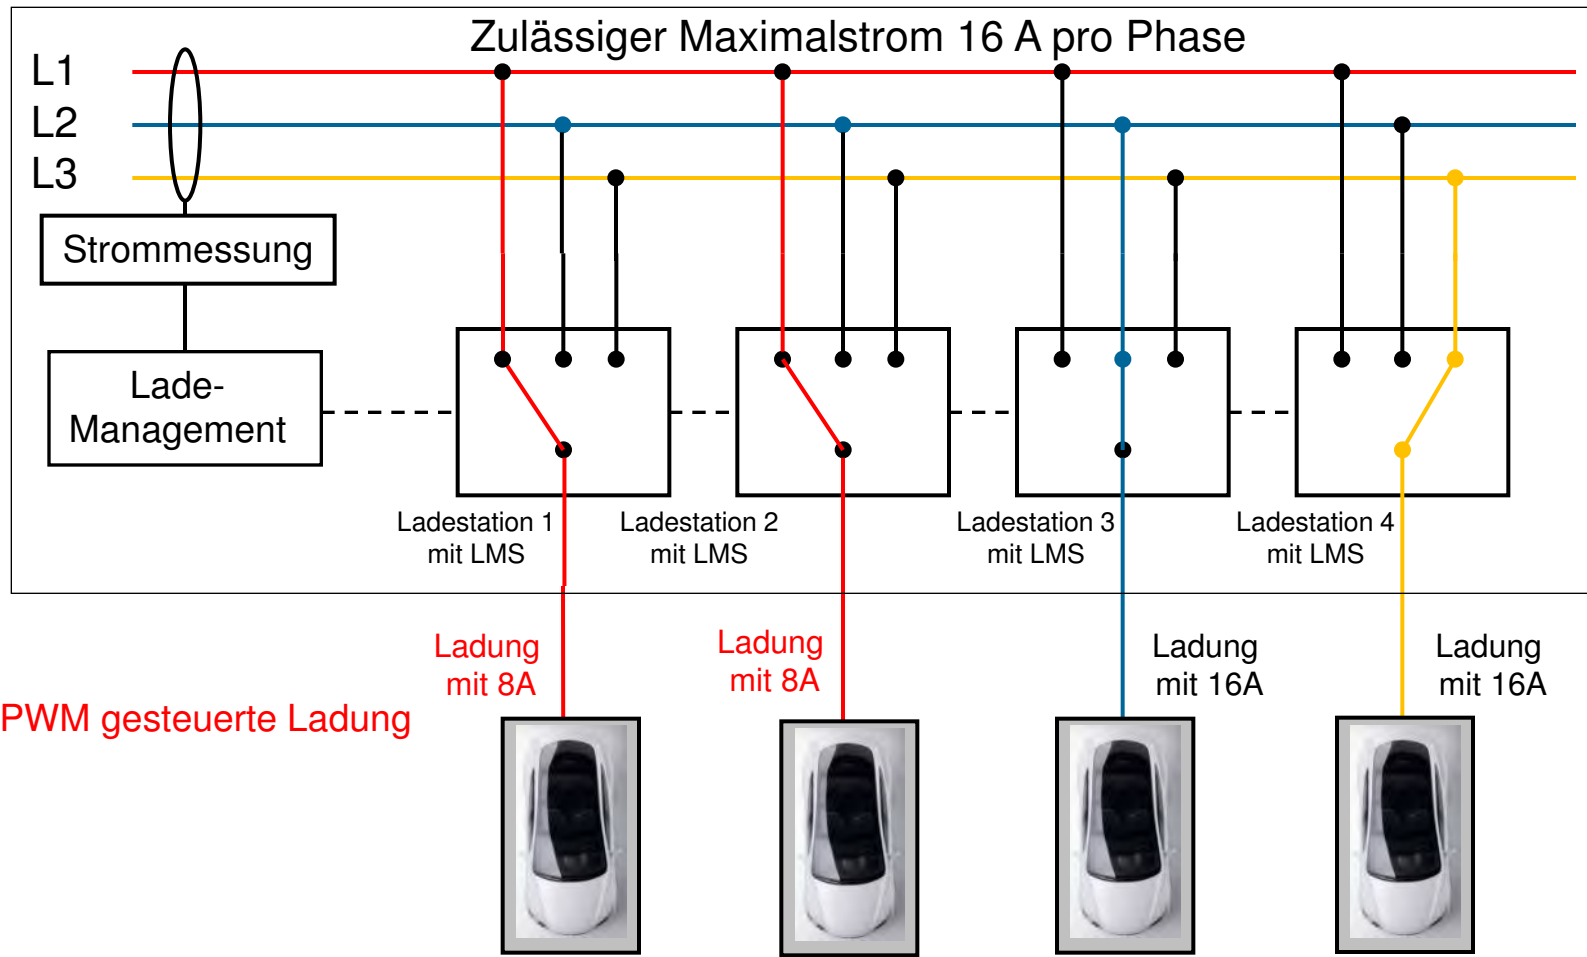 Zulässiger Maximalstrom 16 A pro Phase
L1
L2
L3
Strommessung
Lade-
Management
Ladestation 1
mit LMS
Ladestation 2
mit LMS
Ladestation 3
mit LMS
Ladestation 4
mit LMS
Ladung
mit 8A
Ladung
mit 8A
Ladung
mit 16A
Ladung
mit 16A
PWM gesteuerte Ladung